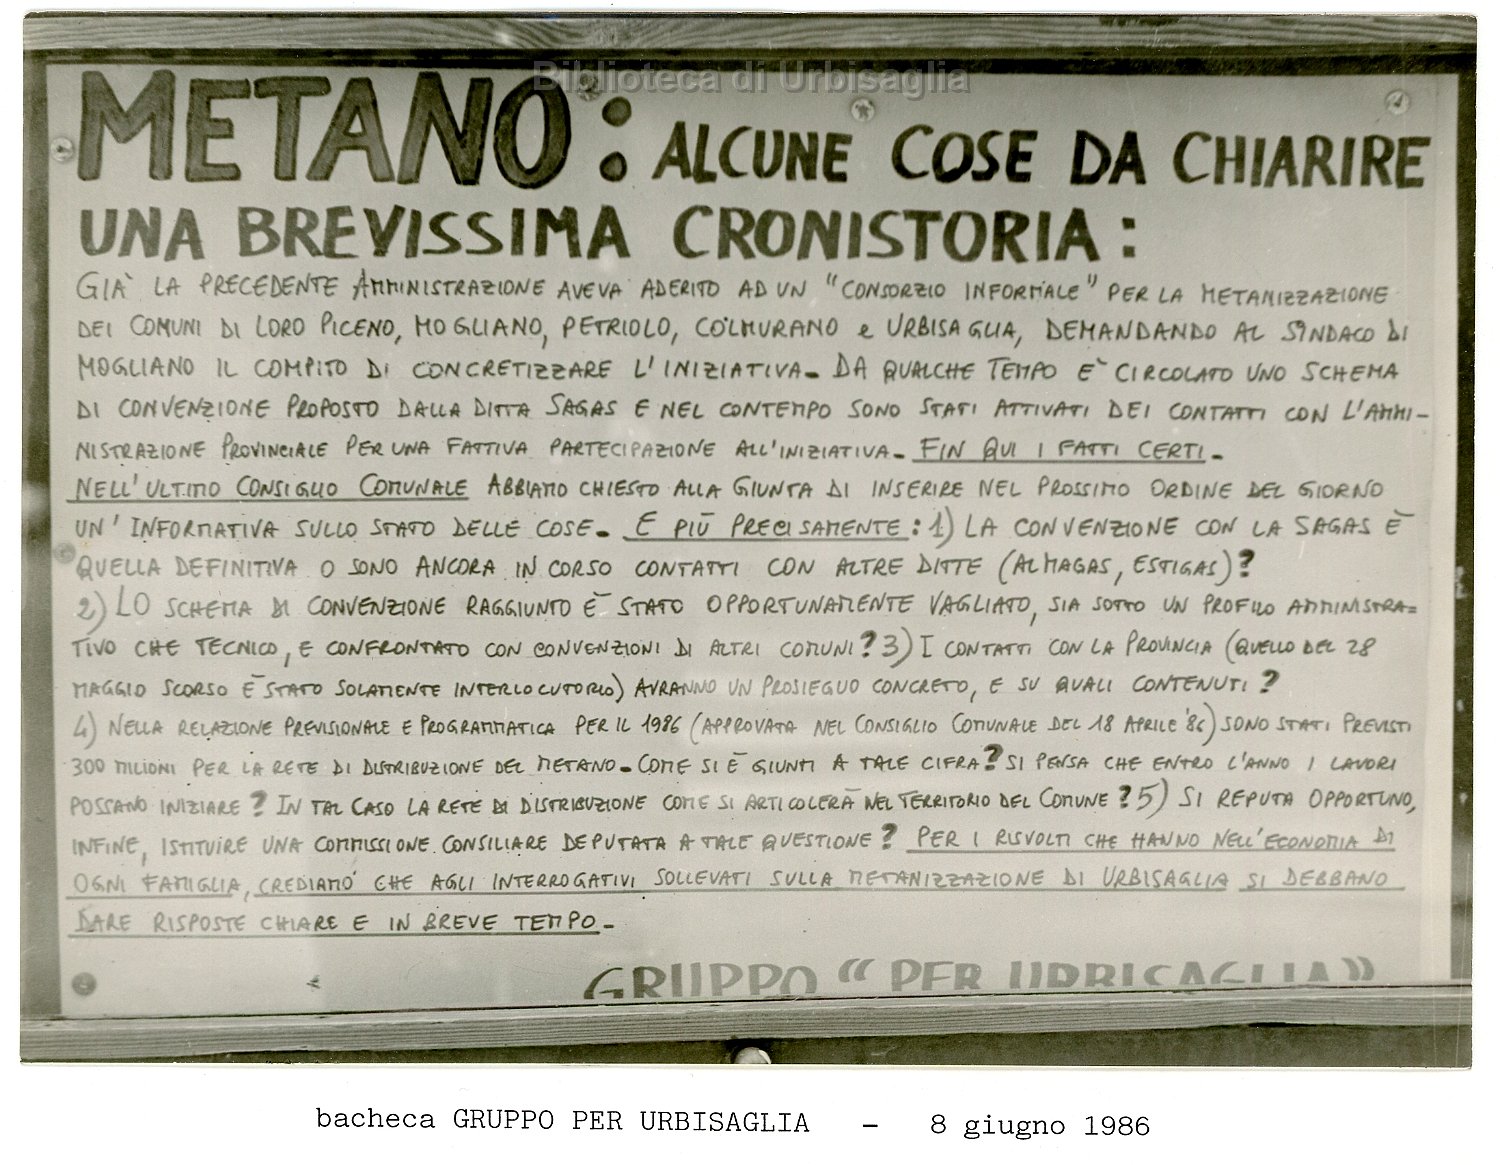 Biblioteca di Urbisaglia
METANO: ALCUNE COSE DA CHIARIRE
UNA BREVISSIMA CRONISTORIA:
GIÀ LA PRECEDENTE AMMINISTRAZIONE AVEVA ADERITO AD UN "CONSORZIO INFORMALE" PER LA METANIZZAZIONE
DEI COMUNI DI LORO PICENO, MOGLIANO, PETRIOLO, COLMURANO e URBISAGLIA, DEMANDANDO AL SINDACO DI
MOGLIANO IL COMPITO DI CONCRETIZZARE L'INIZIATIVA. DA QUALCHE TEMPO E' CIRCOLATO UNO SCHEMA
DI CONVENZIONE PROPOSTO DALLA DITTA SAGAS E NEL CONTEMPO SONO STATI ATTIVATI DEI CONTATTI CON L'AMMI-
NISTRAZIONE PROVINCIALE PER UNA FATTIVA PARTECIPAZIONE ALL'INIZIATIVA. FIN QUI I FATTI CERTI.
NELL'ULTIMO CONSIGLIO COMUNALE ABBIAMO CHIESTO ALLA GIUNTA DI INSERIRE NEL PROSSIMO ORDINE DEL GIORNO
UN'INFORMATIVA SULLO STATO DELLE COSE. E PIÙ PRECISAMENTE: 1) LA CONVENZIONE CON LA SAGAS È
QUELLA DEFINITIVA O SONO ANCORA IN CORSO CONTATTI CON ALTRE DITTE (ALMAGAS, ESTIGAS)?
2) LO SCHEMA DI CONVENZIONE RAGGIUNTO È STATO OPPORTUNAMENTE VAGLIATO, SIA SOTTO UN PROFILO AMMINISTRA=
TIVO CHE TECNICO, E CONFRONTATO CON CONVENZIONI DI ALTRI COMUNI? 3) I CONTATTI CON LA PROVINCIA (QUELLO DEL 28
MAGGIO SCORSO È STATO SOLAMENTE INTERLOCUTORIO) AVRANNO UN PROSIEGUO CONCRETO, E SU QUALI CONTENUTI?
4) NELLA RELAZIONE PREVISIONALE E PROGRAMMATICA PER IL 1986 (APPROVATA NEL CONSIGLIO COMUNALE DEL 18 APRILE '86) SONO STATI PREVISTI
300 MILIONI PER LA RETE DI DISTRIBUZIONE DEL METANO. COME SI È GIUNTI A TALE CIFRA? SI PENSA CHE ENTRO L'ANNO I LAVORI
POSSANO INIZIARE? IN TAL CASO LA RETE DI DISTRIBUZIONE COME SI ARTICOLERÀ NEL TERRITORIO DEL COMUNE? 5) SI REPUTA OPPORTUNO,
INFINE, ISTITUIRE UNA COMMISSIONE CONSILIARE DEPUTATA A TALE QUESTIONE? PER I RISVOLTI CHE HANNO NELL'ECONOMIA DI
OGNI FAMIGLIA, CREDIAMO CHE AGLI INTERROGATIVI SOLLEVATI SULLA METANIZZAZIONE DI URBISAGLIA SI DEBBANO
DARE RISPOSTE CHIARE E IN BREVE TEMPO.
GRUPPO "PER URBISAGLIA"
bacheca GRUPPO PER URBISAGLIA - 8 giugno 1986